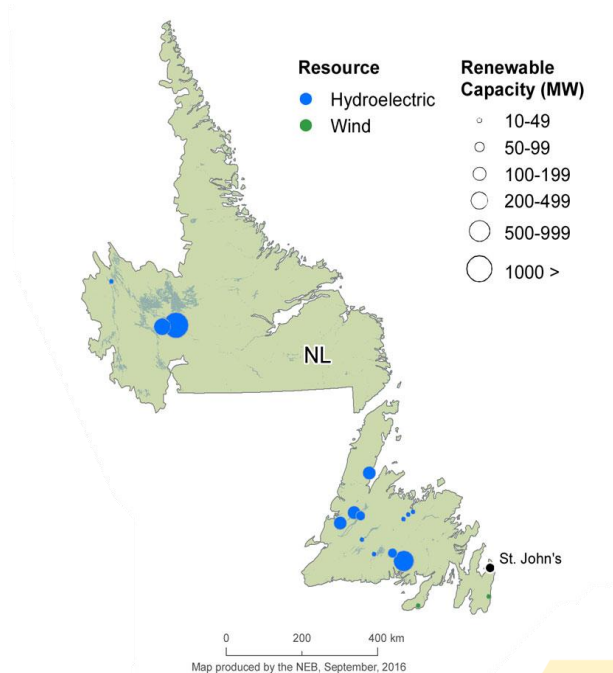 Resource
Hydroelectric
Wind
Renewable
Capacity (MW)
10-49
50-99
100-199
200-499
500-999
1000 >
NL
St. John's
0 200 400 km
Map produced by the NEB, September, 2016